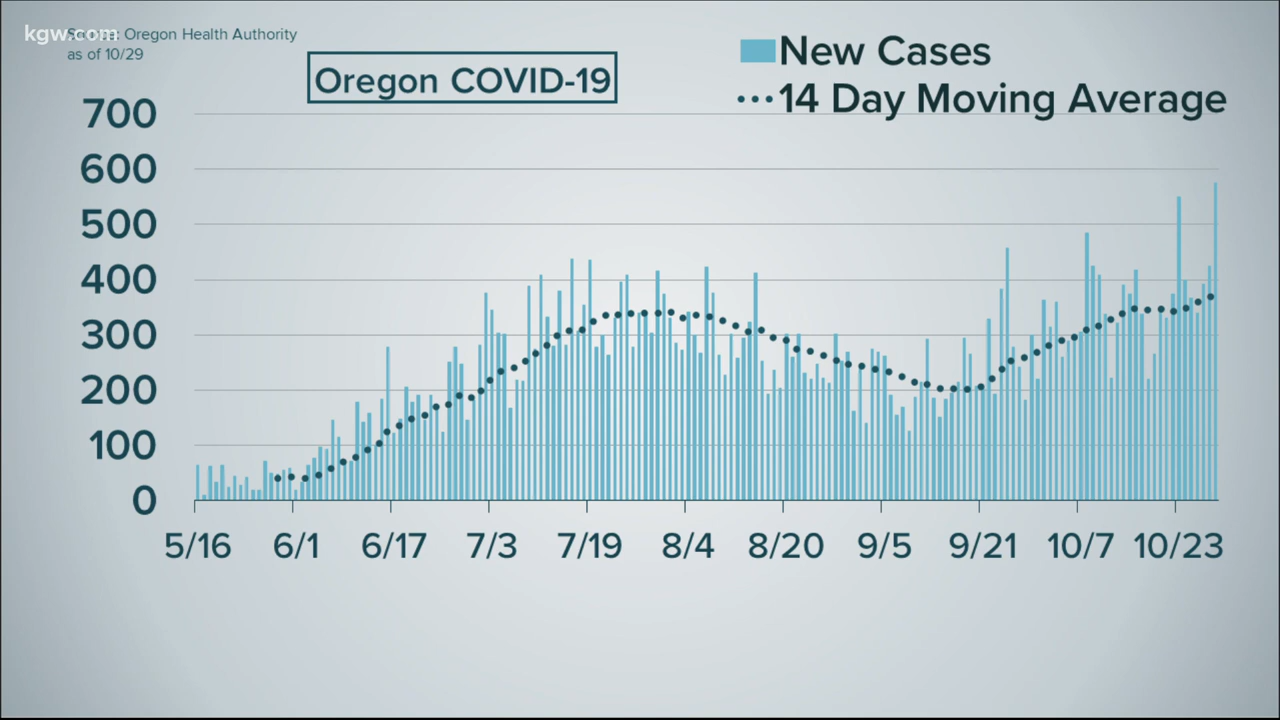 kgw.com
Oregon Health Authority
as of 10/29
Oregon COVID-19
New Cases
14 Day Moving Average
700
600
500
400
300
200
100
0
5/16 6/1 6/17 7/3 7/19 8/4 8/20 9/5 9/21 10/7 10/23